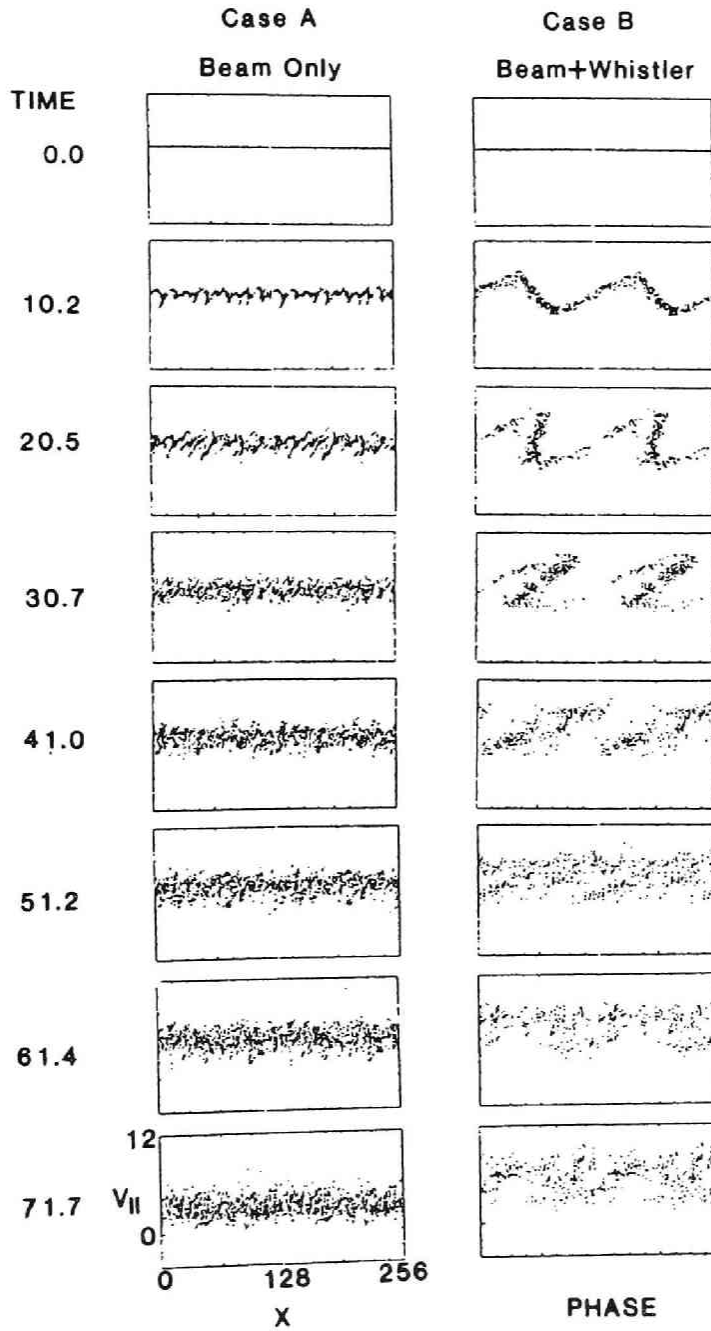 Case A
Case B
Beam Only
Beam+Whistler
TIME
0.0
10.2
20.5
30.7
41.0
51.2
61.4
71.7
12
V||
0
0
128
256
X
PHASE